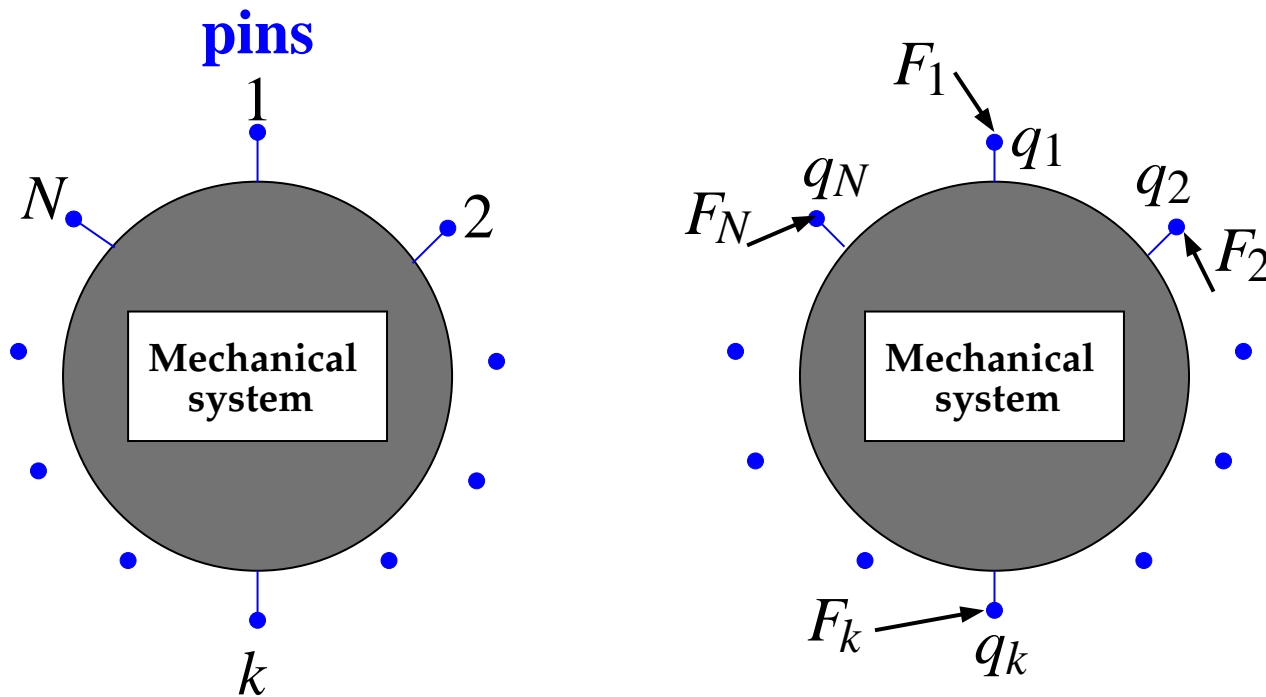 pins
1
N
2
Mechanical
system
k
F1
q1
qN
q2
FN
F2
Mechanical
system
Fk
qk